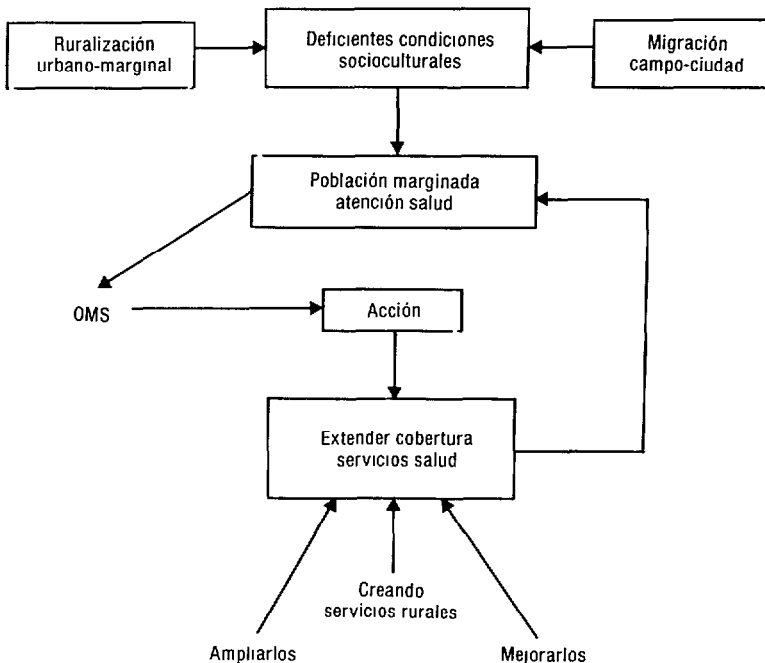 Ruralización
urbano-marginal
Deficientes condiciones
socioculturales
Migración
campo-ciudad
Población marginada
atención salud
OMS
Acción
Extender cobertura
servicios salud
Creando
servicios rurales
Ampliarlos
Mejorarlos